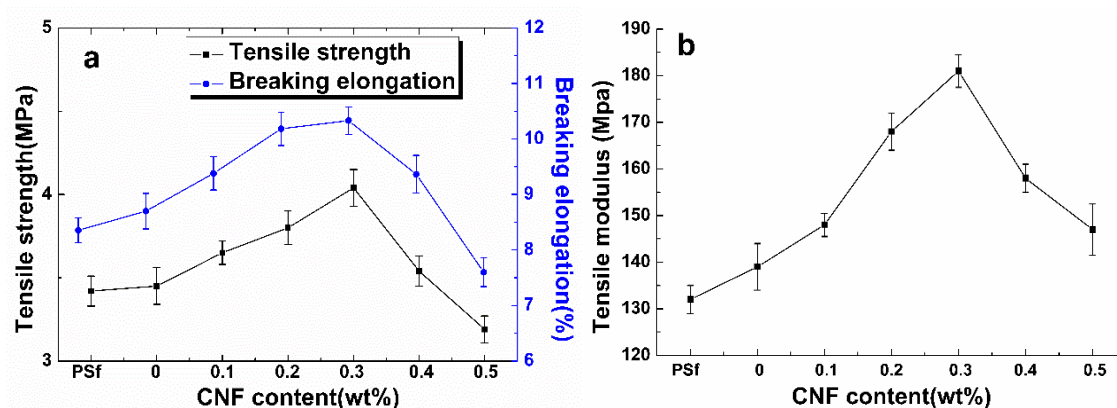 a
Tensile strength
Breaking elongation
Tensile strength(MPa)
5
4
3
Breaking elongation(%)
12
11
10
9
8
7
6
PSf 0 0.1 0.2 0.3 0.4 0.5
CNF content(wt%)
b
Tensile modulus (Mpa)
190
180
170
160
150
140
130
120
PSf 0 0.1 0.2 0.3 0.4 0.5
CNF content(wt%)